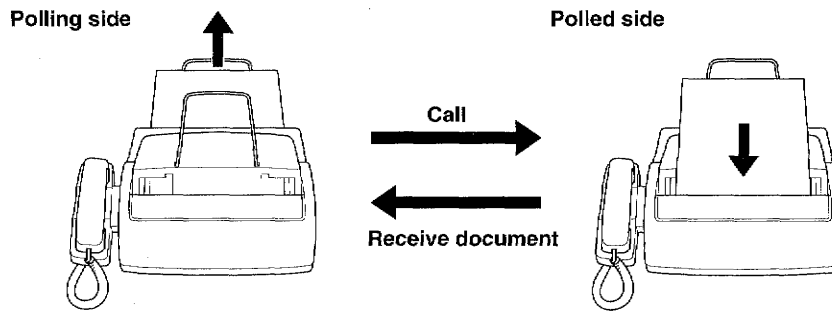 Polling side
Polled side
Call
Receive document